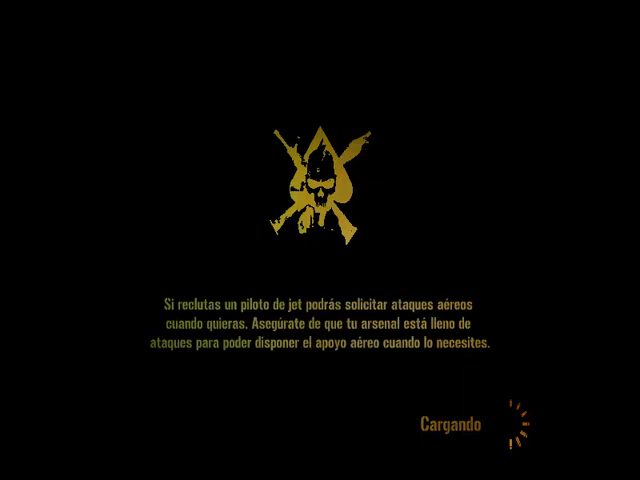 Si reclutas un piloto de jet podrás solicitar ataques aéreos
cuando quieras. Asegúrate de que tu arsenal está lleno de
ataques para poder disponer el apoyo aéreo cuando lo necesites.
Cargando